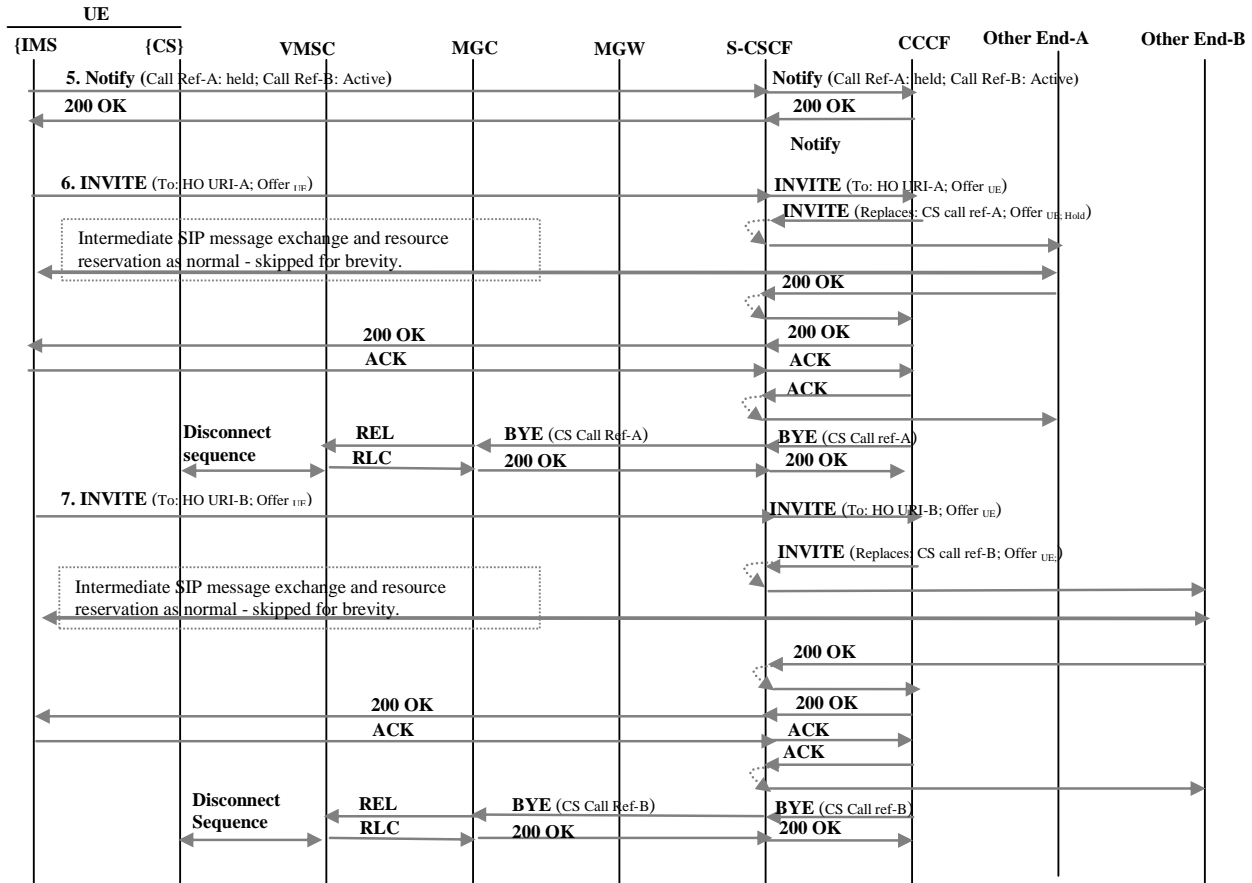 UE
{IMS {CS} VMSC MGC MGW S-CSCF CCCF Other End-A Other End-B
5. Notify (Call Ref-A: held; Call Ref-B: Active) Notify (Call Ref-A: held; Call Ref-B: Active)
200 OK 200 OK
Notify
6. INVITE (To: HO URI-A; Offer UE) INVITE (To: HO URI-A; Offer UE)
INVITE (Replaces: CS call ref-A; Offer UE; Hold)
Intermediate SIP message exchange and resource
reservation as normal - skipped for brevity.
200 OK
200 OK 200 OK
ACK ACK
ACK
Disconnect
sequence
REL BYE (CS Call Ref-A) BYE (CS Call ref-A)
RLC 200 OK 200 OK
7. INVITE (To: HO URI-B; Offer UE) INVITE (To: HO URI-B; Offer UE)
INVITE (Replaces: CS call ref-B; Offer UE;)
Intermediate SIP message exchange and resource
reservation as normal - skipped for brevity.
200 OK
200 OK 200 OK
ACK ACK
ACK
Disconnect
Sequence
REL BYE (CS Call Ref-B) BYE (CS Call ref-B)
RLC 200 OK 200 OK